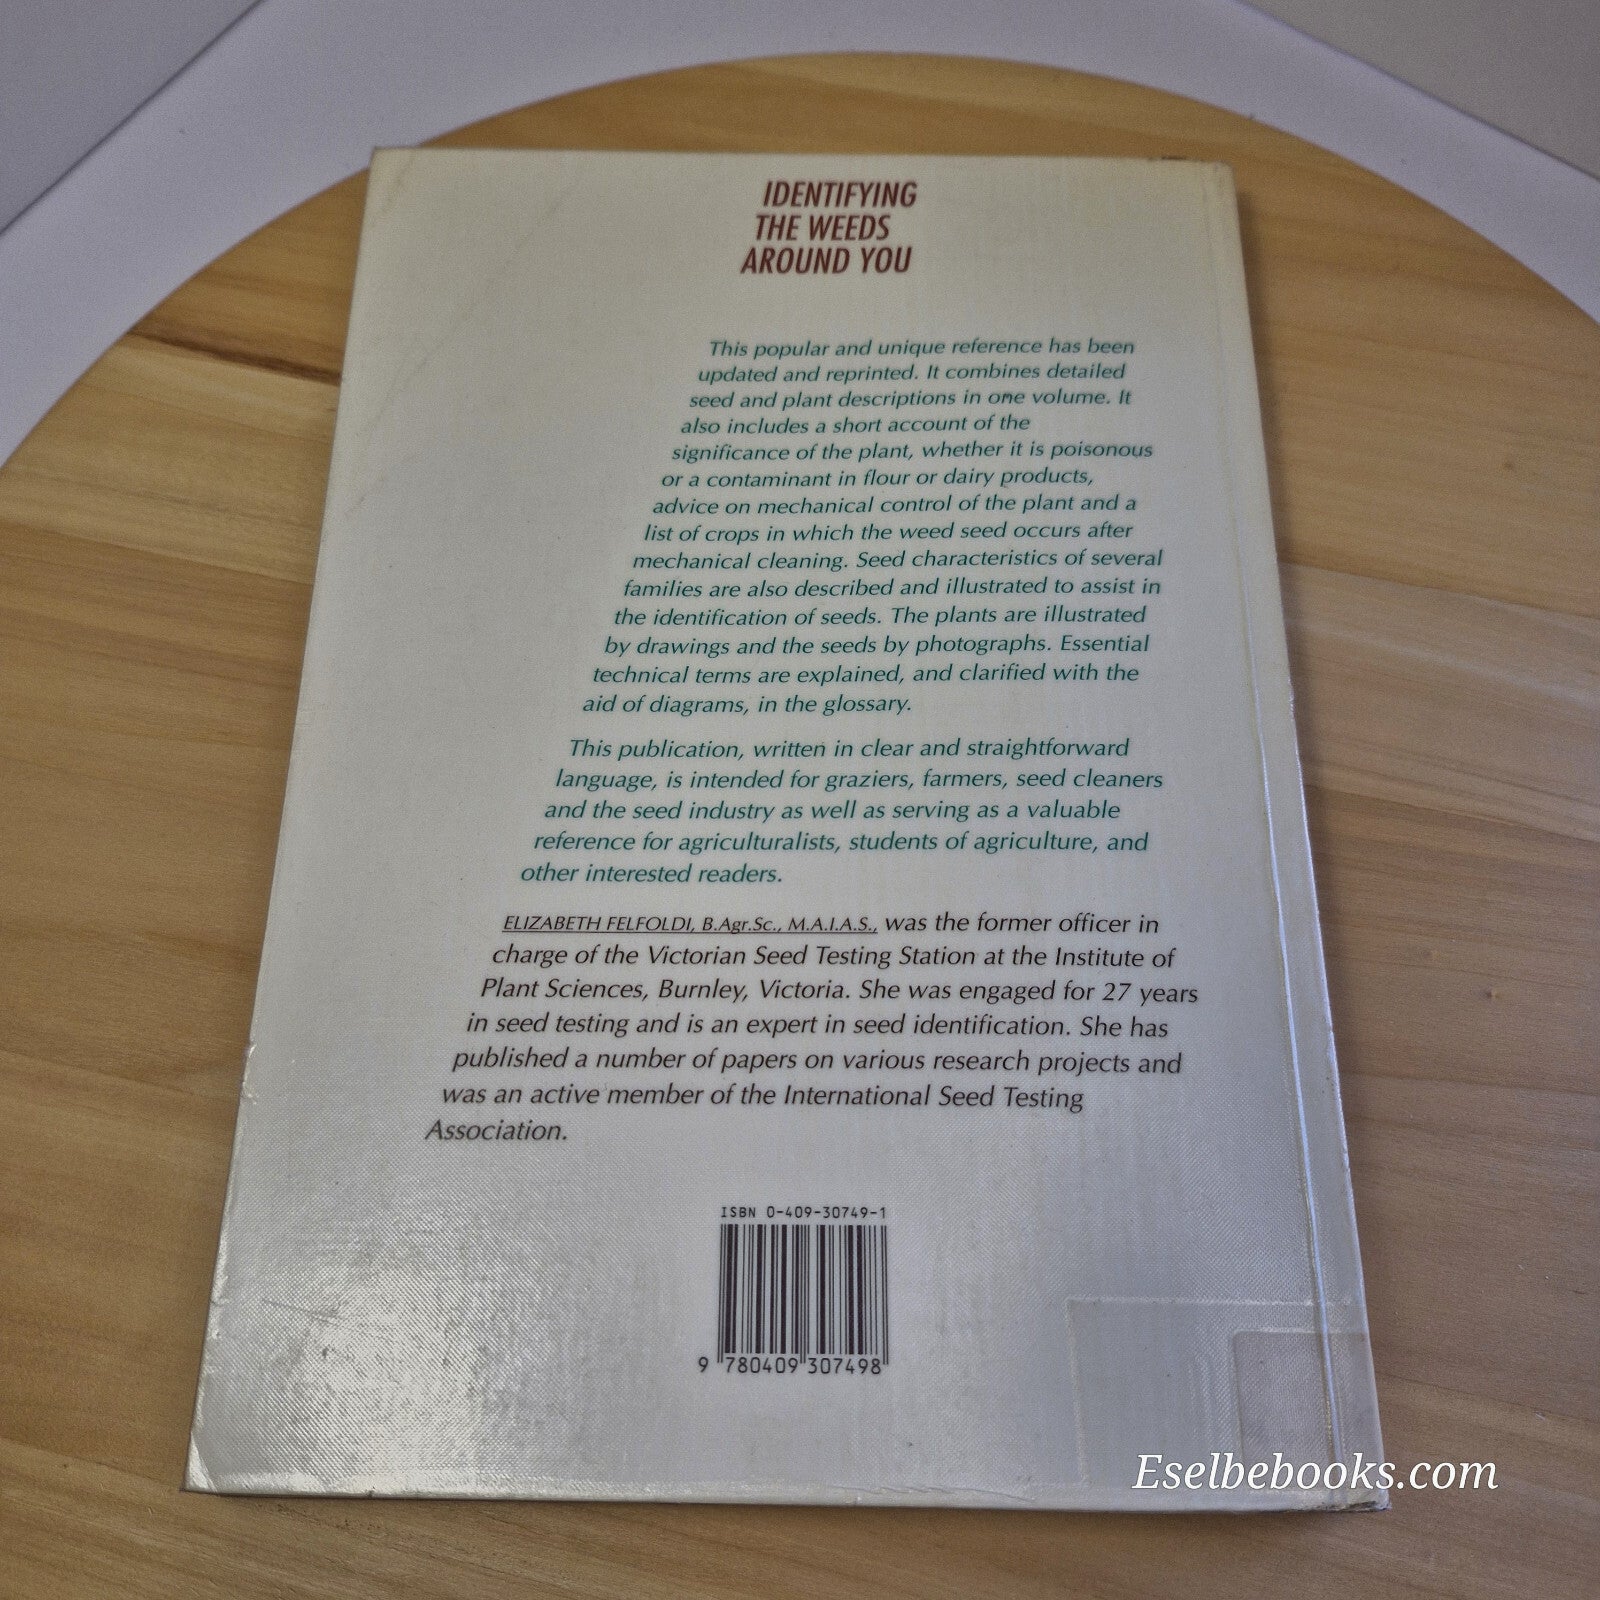 IDENTIFYING
THE WEEDS
AROUND YOU
This popular and unique reference has been
updated and reprinted. It combines detailed
seed and plant descriptions in one volume. It
also includes a short account of the
significance of the plant, whether it is poisonous
or a contaminant in flour or dairy products,
advice on mechanical control of the plant and a
list of crops in which the weed seed occurs after
mechanical cleaning. Seed characteristics of several
families are also described and illustrated to assist in
the identification of seeds. The plants are illustrated
by drawings and the seeds by photographs. Essential
technical terms are explained, and clarified with the
aid of diagrams, in the glossary.
This publication, written in clear and straightforward
language, is intended for graziers, farmers, seed cleaners
and the seed industry as well as serving as a valuable
reference for agriculturalists, students of agriculture, and
other interested readers.
ELIZABETH FELFOLDI, B.Agr.Sc., M.A.I.A.S., was the former officer in
charge of the Victorian Seed Testing Station at the Institute of
Plant Sciences, Burnley, Victoria. She was engaged for 27 years
in seed testing and is an expert in seed identification. She has
published a number of papers on various research projects and
was an active member of the International Seed Testing
Association.
ISBN 0-409-30749-1
9 780409 307498
Eselbebooks.com